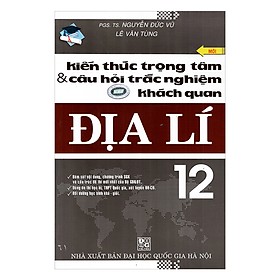 PGS. TS. NGUYỄN ĐỨC VŨ
LÊ VĂN TÙNG
MỚI
kiến thức trọng tâm
& câu hỏi trắc nghiệm
khách quan
ĐỊA LÍ
12
NHÀ XUẤT BẢN ĐẠI HỌC QUỐC GIA HÀ NỘI